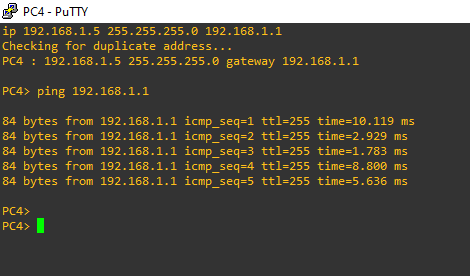 PC4 - PuTTY
ip 192.168.1.5 255.255.255.0 192.168.1.1
Checking for duplicate address...
PC4 : 192.168.1.5 255.255.255.0 gateway 192.168.1.1
PC4> ping 192.168.1.1
84 bytes from 192.168.1.1 icmp_seq=1 ttl=255 time=10.119 ms
84 bytes from 192.168.1.1 icmp_seq=2 ttl=255 time=2.929 ms
84 bytes from 192.168.1.1 icmp_seq=3 ttl=255 time=1.783 ms
84 bytes from 192.168.1.1 icmp_seq=4 ttl=255 time=8.800 ms
84 bytes from 192.168.1.1 icmp_seq=5 ttl=255 time=5.636 ms
PC4>
PC4>